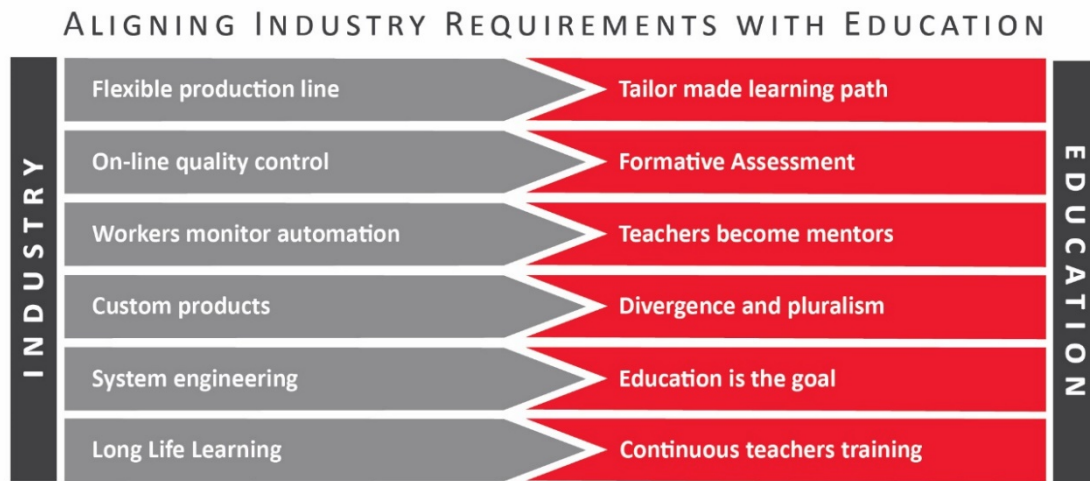 ALIGNING INDUSTRY REQUIREMENTS WITH EDUCATION
INDUSTRY
Flexible production line
Tailor made learning path
On-line quality control
Formative Assessment
Workers monitor automation
Teachers become mentors
Custom products
Divergence and pluralism
System engineering
Education is the goal
Long Life Learning
Continuous teachers training
EDUCATION